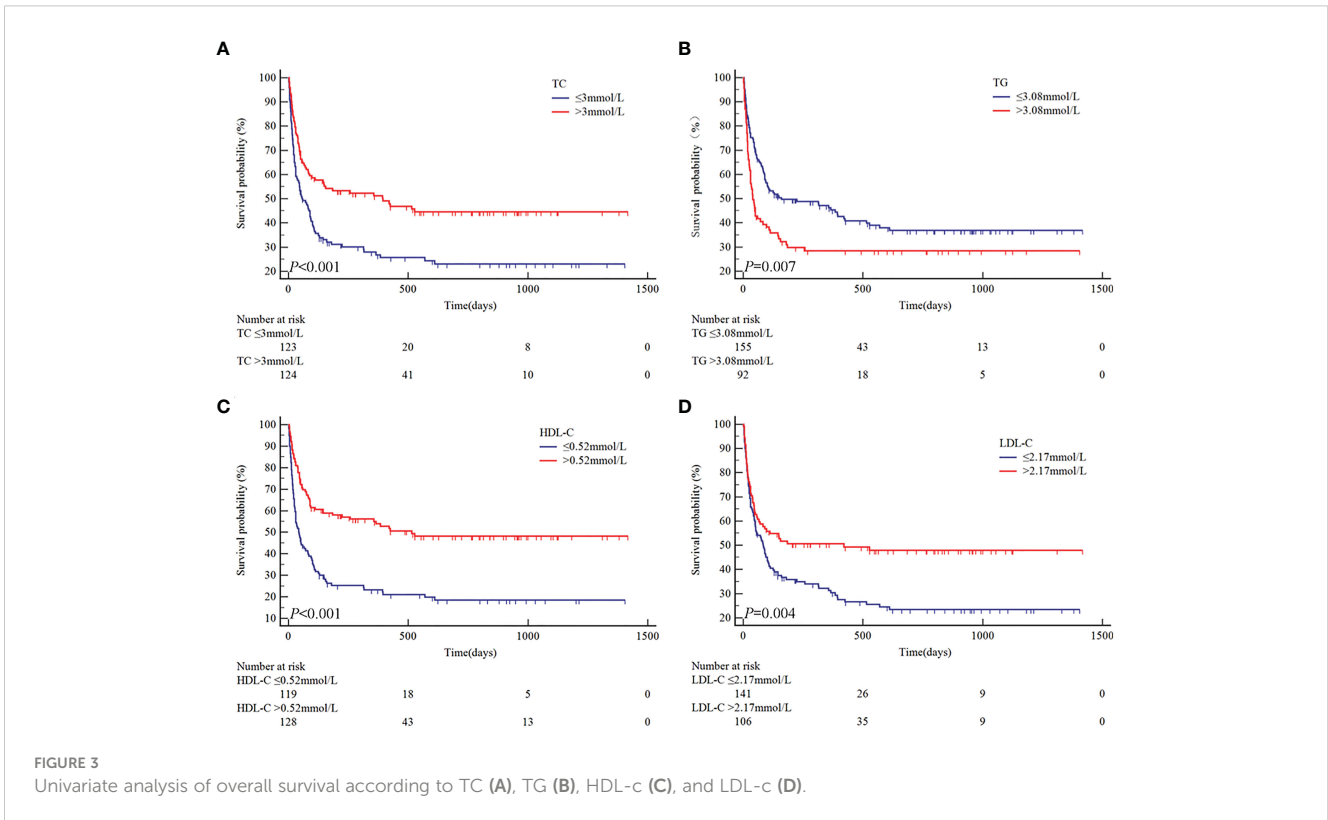 A
TC
≤3mmol/L
>3mmol/L
Survival probability (%)
100
90
80
70
60
50
40
30
20
P<0.001
0
500
1000
1500
Time(days)
Number at risk
TC ≤3mmol/L
123 20 8 0
TC >3mmol/L
124 41 10 0
B
TG
≤3.08mmol/L
>3.08mmol/L
Survival probability（%）
100
90
80
70
60
50
40
30
20
P=0.007
0
500
1000
1500
Time(days)
Number at risk
TG ≤3.08mmol/L
155 43 13 0
TG >3.08mmol/L
92 18 5 0
C
HDL-C
≤0.52mmol/L
>0.52mmol/L
Survival probability (%)
100
90
80
70
60
50
40
30
20
10
P<0.001
0
500
1000
1500
Time(days)
Number at risk
HDL-C ≤0.52mmol/L
119 18 5 0
HDL-C >0.52mmol/L
128 43 13 0
D
LDL-C
≤2.17mmol/L
>2.17mmol/L
Survival probability (%)
100
90
80
70
60
50
40
30
20
P=0.004
0
500
1000
1500
Time(days)
Number at risk
LDL-C ≤2.17mmol/L
141 26 9 0
LDL-C >2.17mmol/L
106 35 9 0
FIGURE 3
Univariate analysis of overall survival according to TC (A), TG (B), HDL-c (C), and LDL-c (D).